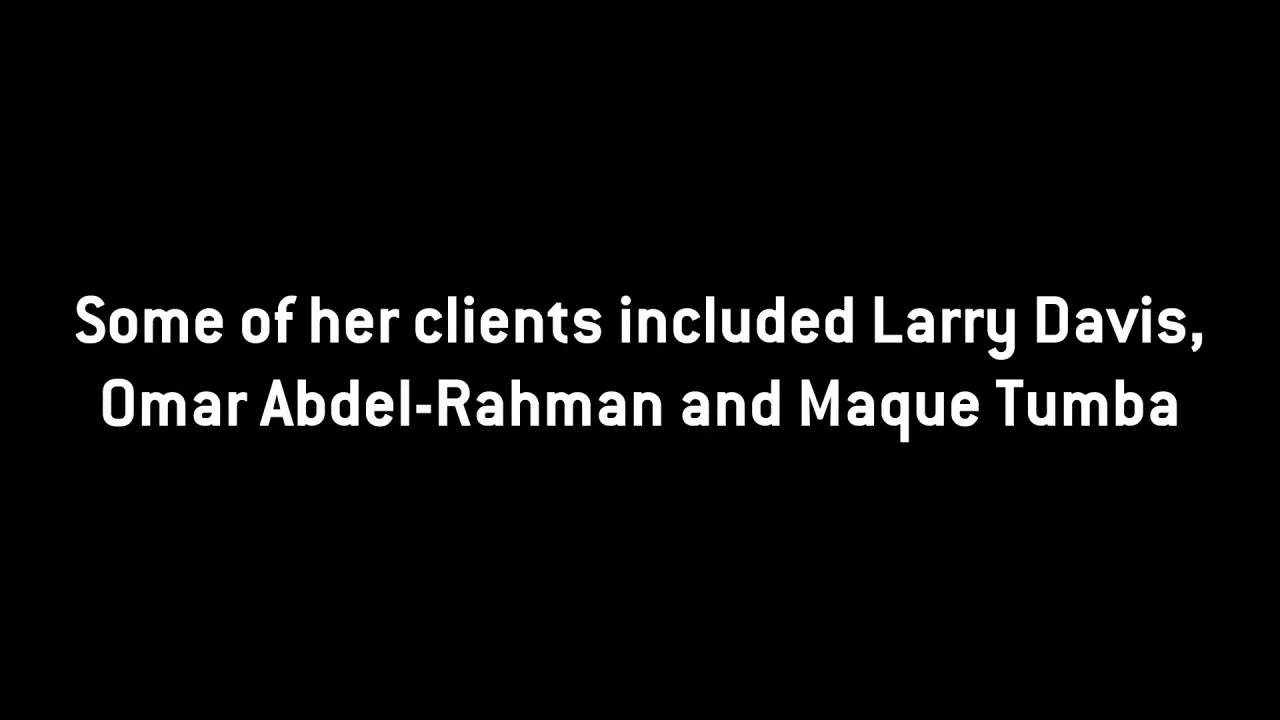 Some of her clients included Larry Davis,
Omar Abdel-Rahman and Maque Tumba